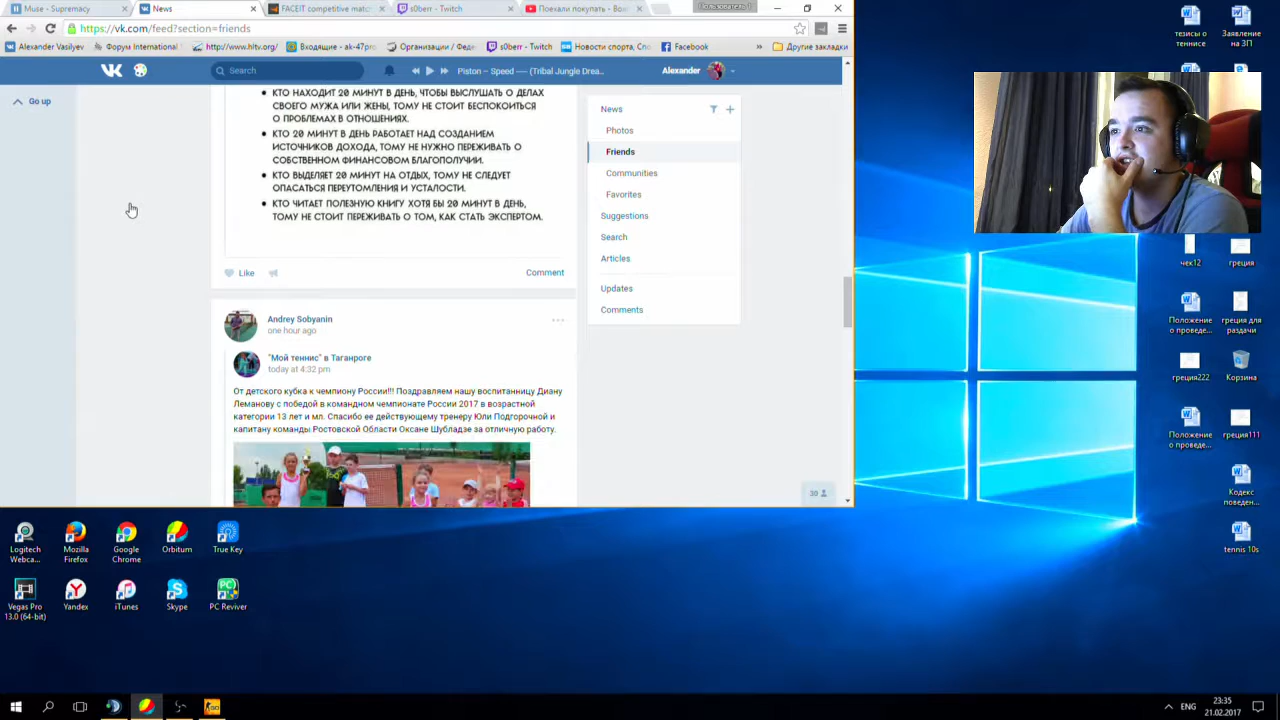 Muse - Supremacy
News
FACEIT competitive match
s0berr - Twitch
Поехали покупать - Во
https://vk.com/feed?section=friends
Alexander Vasilyev
Форум International
http://www.hltv.org/
Входящие - ak-47pro
Организации / Феде
s0berr - Twitch
Новости спорта, Спо
Facebook
»
Другие закладки
Search
Piston – Speed ---- (Tribal Jungle Drea..
Alexander
Go up
КТО НАХОДИТ 20 МИНУТ В ДЕНЬ, ЧТОБЫ ВЫСЛУШАТЬ О ДЕЛАХ
СВОЕГО МУЖА ИЛИ ЖЕНЫ, ТОМУ НЕ СТОИТ БЕСПОКОИТЬСЯ
О ПРОБЛЕМАХ В ОТНОШЕНИЯХ.
КТО 20 МИНУТ В ДЕНЬ РАБОТАЕТ НАД СОЗДАНИЕМ
ИСТОЧНИКОВ ДОХОДА, ТОМУ НЕ НУЖНО ПЕРЕЖИВАТЬ О
СОБСТВЕННОМ ФИНАНСОВОМ БЛАГОПОЛУЧИИ.
КТО ВЫДЕЛЯЕТ 20 МИНУТ НА ОТДЫХ, ТОМУ НЕ СЛЕДУЕТ
ОПАСАТЬСЯ ПЕРЕУТОМЛЕНИЯ И УСТАЛОСТИ.
КТО ЧИТАЕТ ПОЛЕЗНУЮ КНИГУ ХОТЯ БЫ 20 МИНУТ В ДЕНЬ,
ТОМУ НЕ СТОИТ ПЕРЕЖИВАТЬ О ТОМ, КАК СТАТЬ ЭКСПЕРТОМ.
Like
Comment
Andrey Sobyanin
one hour ago
"Мой теннис" в Таганроге
today at 4:32 pm
От детского кубка к чемпиону России!!! Поздравляем нашу воспитанницу Диану
Леманову с победой в командном чемпионате России 2017 в возрастной
категории 13 лет и мл. Спасибо ее действующему тренеру Юли Подгорочной и
капитану команды Ростовской Области Оксане Шубладзе за отличную работу.
News
Photos
Friends
Communities
Favorites
Suggestions
Search
Articles
Updates
Comments
30
тезисы о
теннисе
Заявление
на ЗП
чек12
греция
Положение
о проведе...
греция для
раздачи
греция222
Корзина
Положение
о проведе...
греция111
Кодекс
поведен...
tennis 10s
Logitech
Webca...
Mozilla
Firefox
Google
Chrome
Orbitum
True Key
Vegas Pro
13.0 (64-bit)
Yandex
iTunes
Skype
PC Reviver
ENG
23:35
21.02.2017